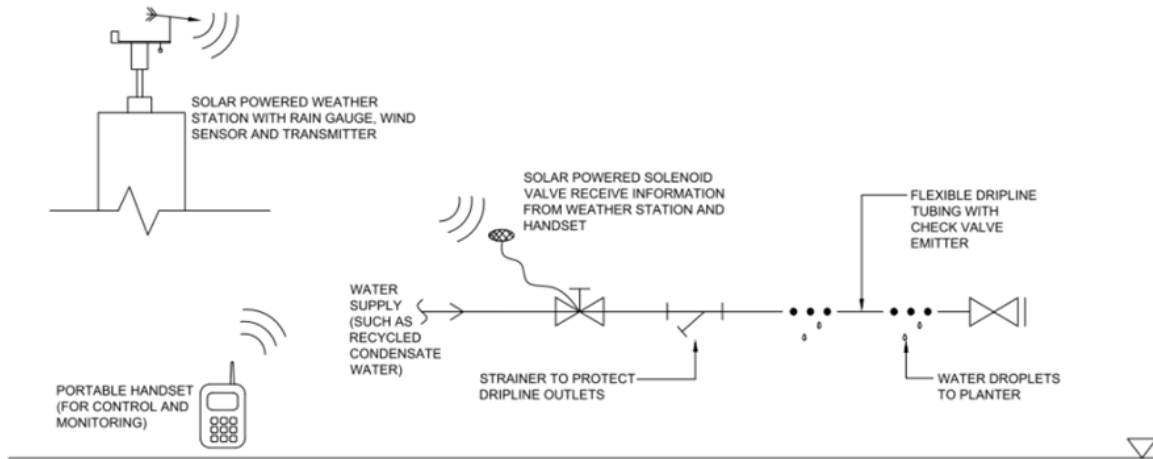 SOLAR POWERED WEATHER
STATION WITH RAIN GAUGE, WIND
SENSOR AND TRANSMITTER
SOLAR POWERED SOLENOID
VALVE RECEIVE INFORMATION
FROM WEATHER STATION AND
HANDSET
FLEXIBLE DRIPLINE
TUBING WITH
CHECK VALVE
EMITTER
WATER
SUPPLY
(SUCH AS
RECYCLED
CONDENSATE
WATER)
STRAINER TO PROTECT
DRIPLINE OUTLETS
WATER DROPLETS
TO PLANTER
PORTABLE HANDSET
(FOR CONTROL AND
MONITORING)